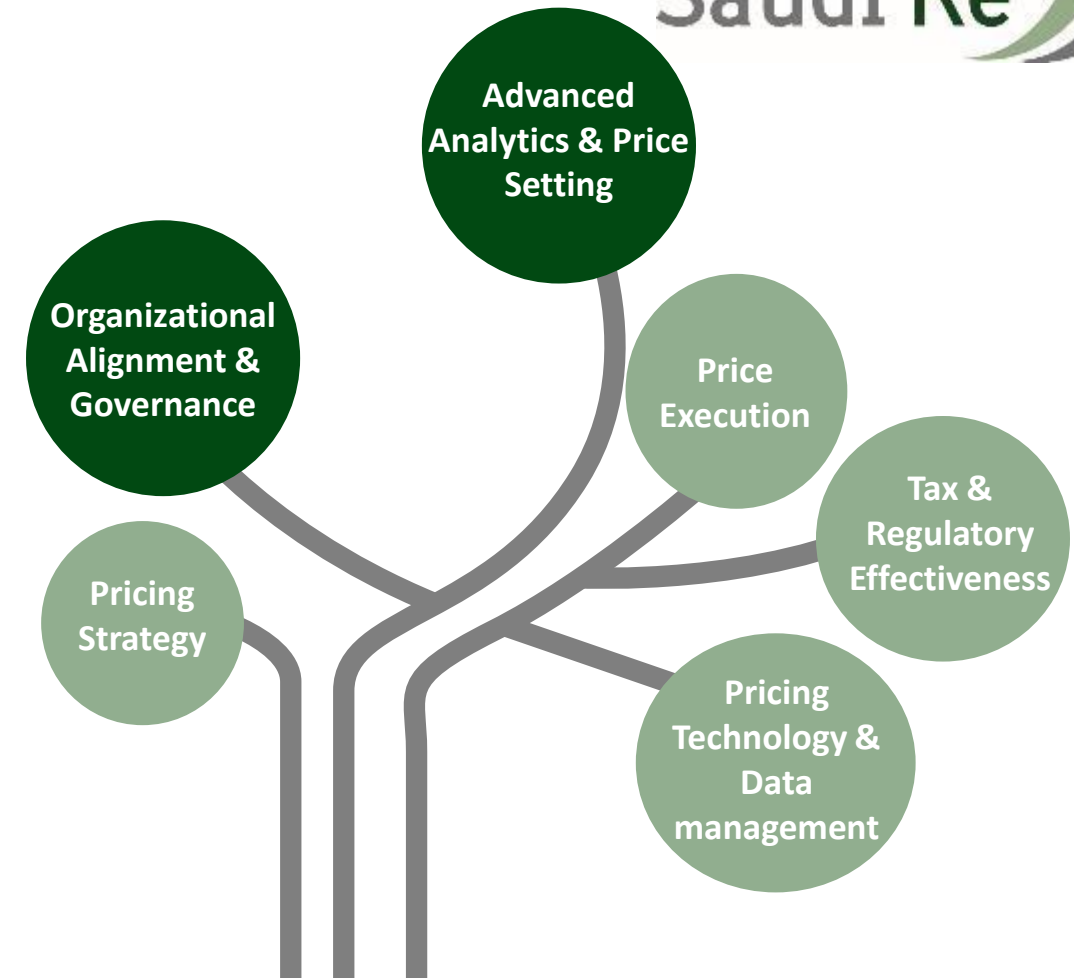 Saudi Re
Advanced
Analytics & Price
Setting
Organizational
Alignment &
Governance
Price
Execution
Tax &
Regulatory
Effectiveness
Pricing
Strategy
Pricing
Technology &
Data
management